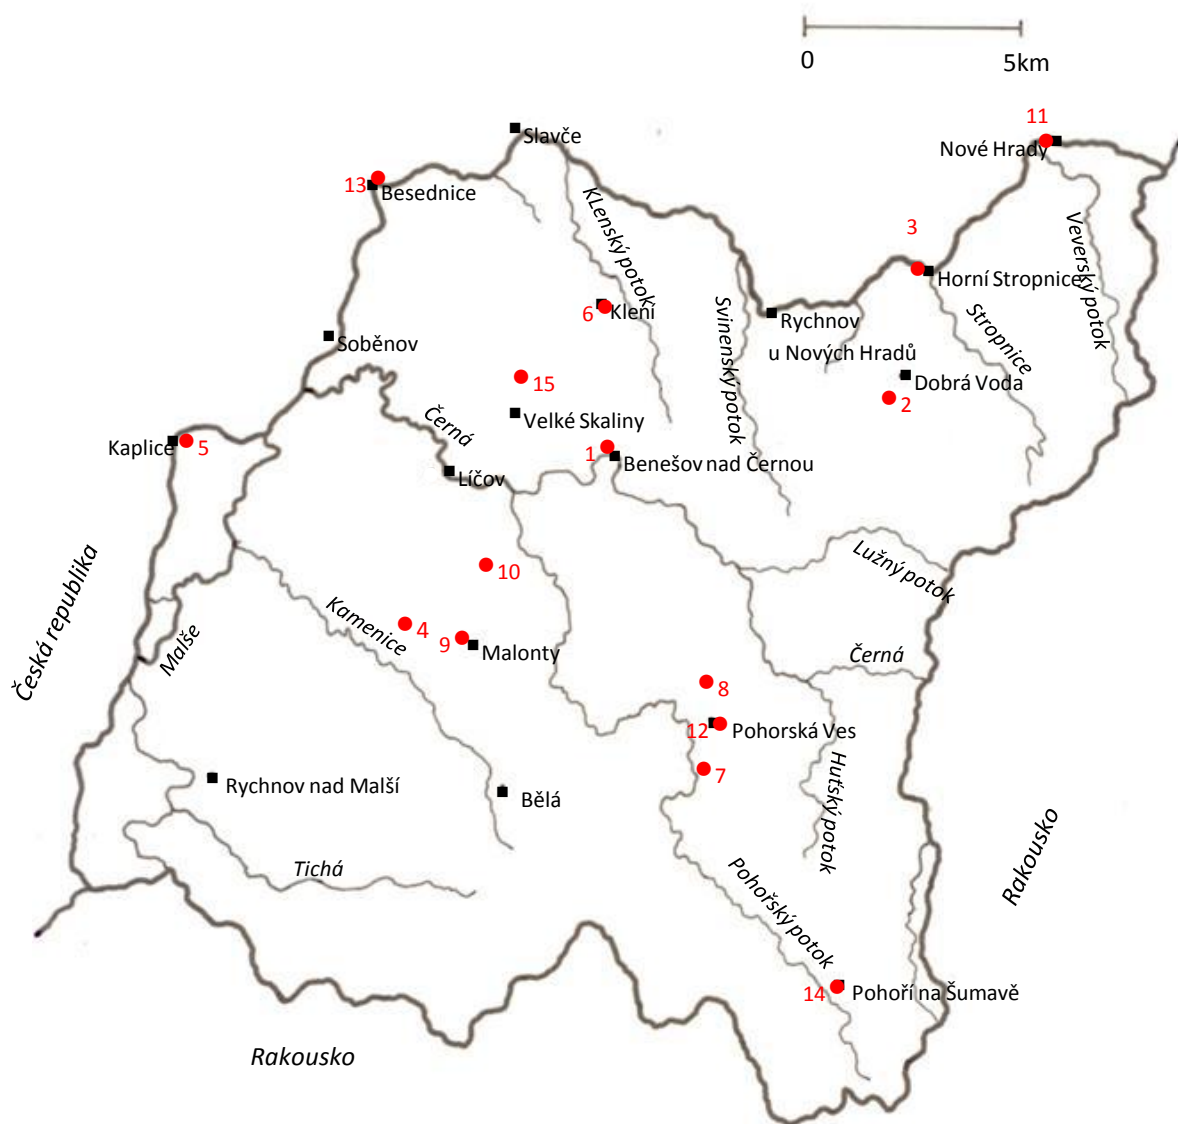 0
5km
11
Slavče
Nové Hrady
13
Besednice
KLenský potok
Veverský potok
3
Horní Stropnice
6
Klení
Svinenský potok
Rychnov
u Nových Hradů
Stropnice
Soběnov
15
Dobrá Voda
2
Velké Skaliny
Černá
Kaplice
5
1
Benešov nad Černou
Líčov
Lužný potok
10
Česká republika
Kamenice
4
9
Malonty
Malše
Černá
8
12
Pohorská Ves
7
Huťský potok
Rychnov nad Malší
Bělá
Tichá
Rakousko
Pohořský potok
14
Pohoří na Šumavě
Rakousko